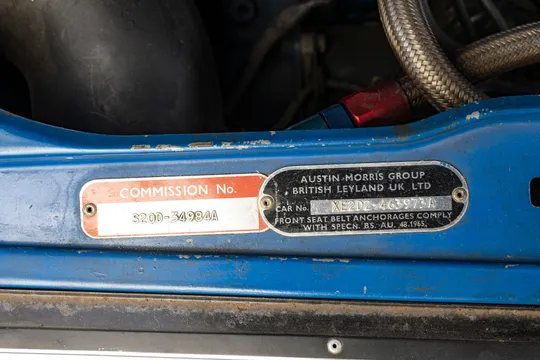 COMMISSION No.
S20D-34984A
AUSTIN-MORRIS GROUP
BRITISH LEYLAND UK LTD
CAR No.
FRONT SEAT BELT ANCHORAGES COMPLY
WITH SPECN. BS. AU. 48-1965.